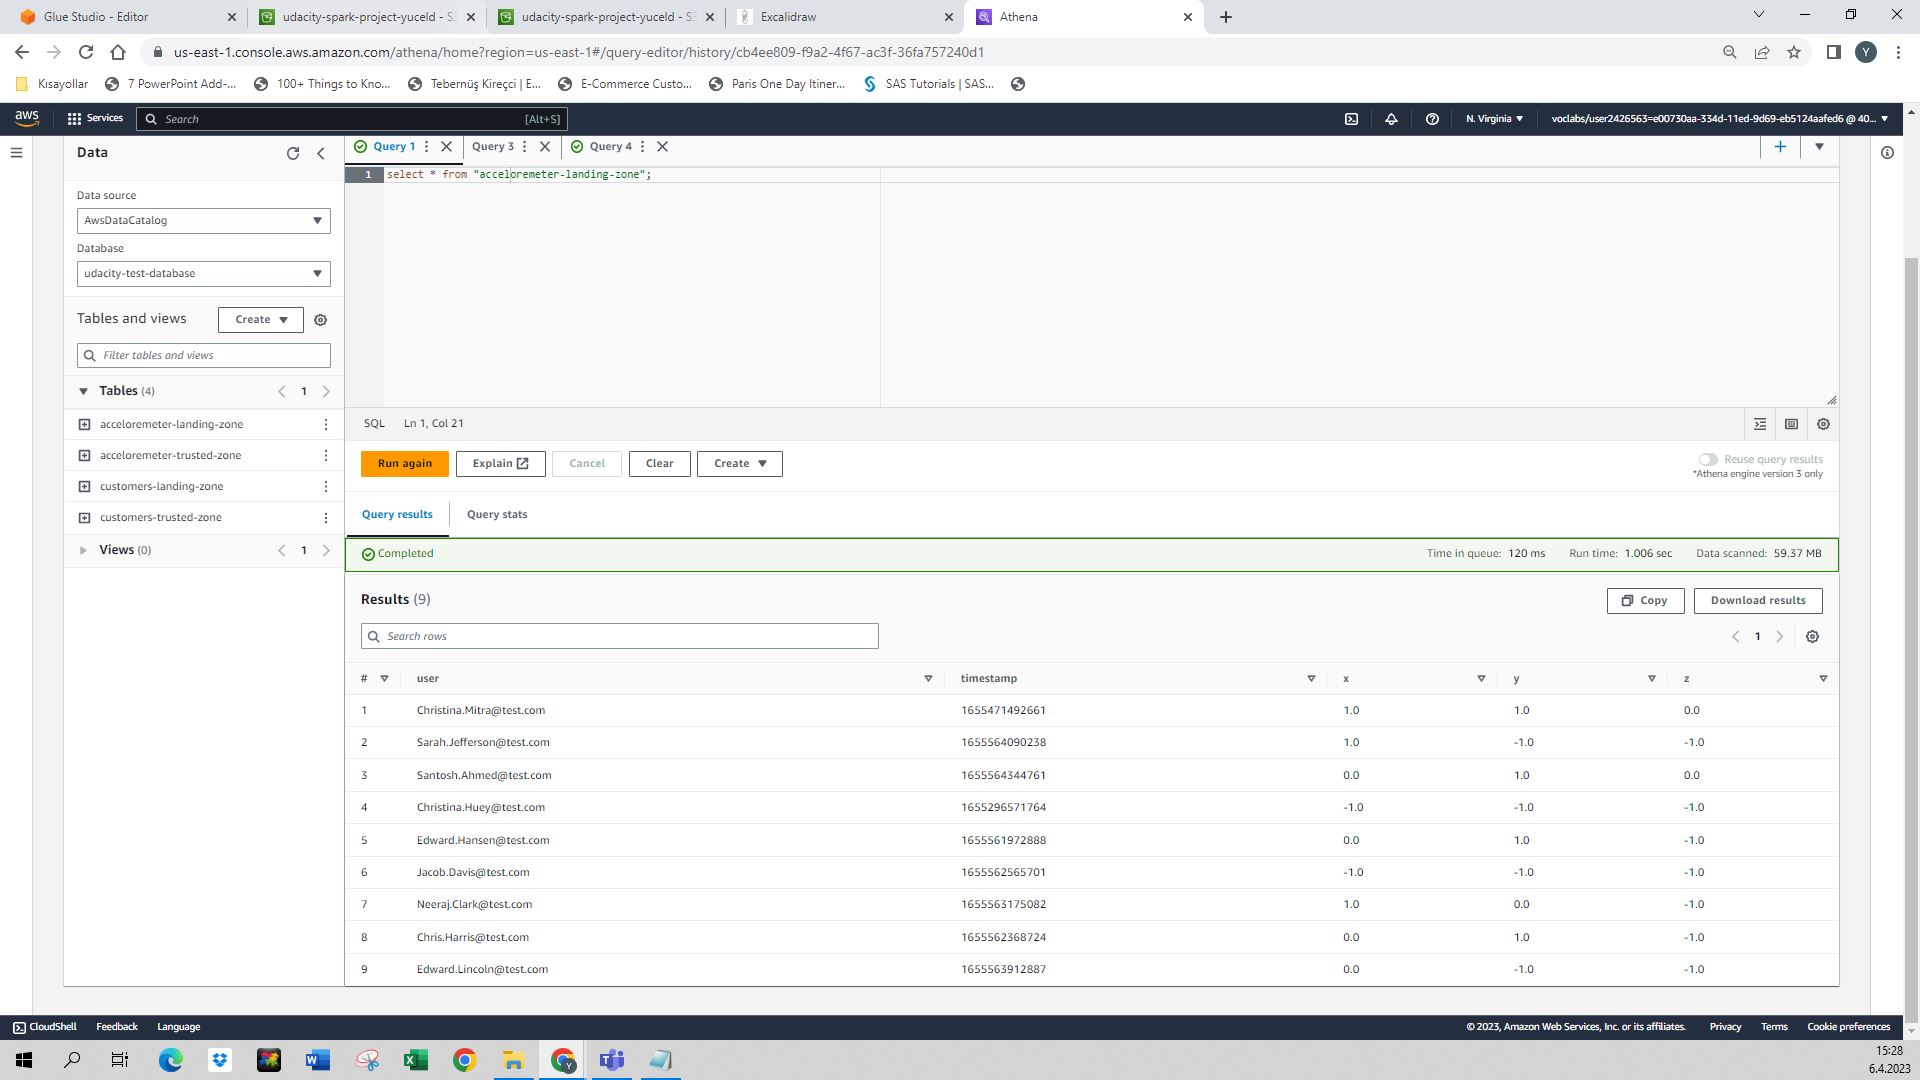 Glue Studio - Editor
udacity-spark-project-yuceld - S3
udacity-spark-project-yuceld - S3
Excalidraw
Athena
us-east-1.console.aws.amazon.com/athena/home?region=us-east-1#/query-editor/history/cb4ee809-f9a2-4f67-ac3f-36fa757240d1
Y
Kısayollar
7 PowerPoint Add-...
100+ Things to Kno...
Tebernüş Kireçci | E...
E-Commerce Custo...
Paris One Day Itiner...
SAS Tutorials | SAS...
aws
Services
Search
[Alt+S]
N. Virginia
voclabs/user2426563=e00730aa-334d-11ed-9d69-eb5124aafed6 @ 40...
Data
Query 1
Query 3
Query 4
1 select * from "acceloremeter-landing-zone";
Data source
AwsDataCatalog
Database
udacity-test-database
Tables and views
Create
Filter tables and views
Tables (4)
1
acceloremeter-landing-zone
acceloremeter-trusted-zone
customers-landing-zone
customers-trusted-zone
Views (0)
1
SQL
Ln 1, Col 21
Run again
Explain
Cancel
Clear
Create
Reuse query results
*Athena engine version 3 only
Query results
Query stats
Completed
Time in queue: 120 ms
Run time: 1.006 sec
Data scanned: 59.37 MB
Results (9)
Copy
Download results
Search rows
1
# user timestamp x y z
1 Christina.Mitra@test.com 1655471492661 1.0 1.0 0.0
2 Sarah.Jefferson@test.com 1655564090238 1.0 -1.0 -1.0
3 Santosh.Ahmed@test.com 1655564344761 0.0 1.0 0.0
4 Christina.Huey@test.com 1655296571764 -1.0 -1.0 -1.0
5 Edward.Hansen@test.com 1655561972888 0.0 1.0 -1.0
6 Jacob.Davis@test.com 1655562565701 -1.0 -1.0 -1.0
7 Neeraj.Clark@test.com 1655563175082 1.0 0.0 -1.0
8 Chris.Harris@test.com 1655562368724 0.0 1.0 -1.0
9 Edward.Lincoln@test.com 1655563912887 0.0 -1.0 -1.0
CloudShell
Feedback
Language
© 2023, Amazon Web Services, Inc. or its affiliates.
Privacy
Terms
Cookie preferences
15:28
6.4.2023